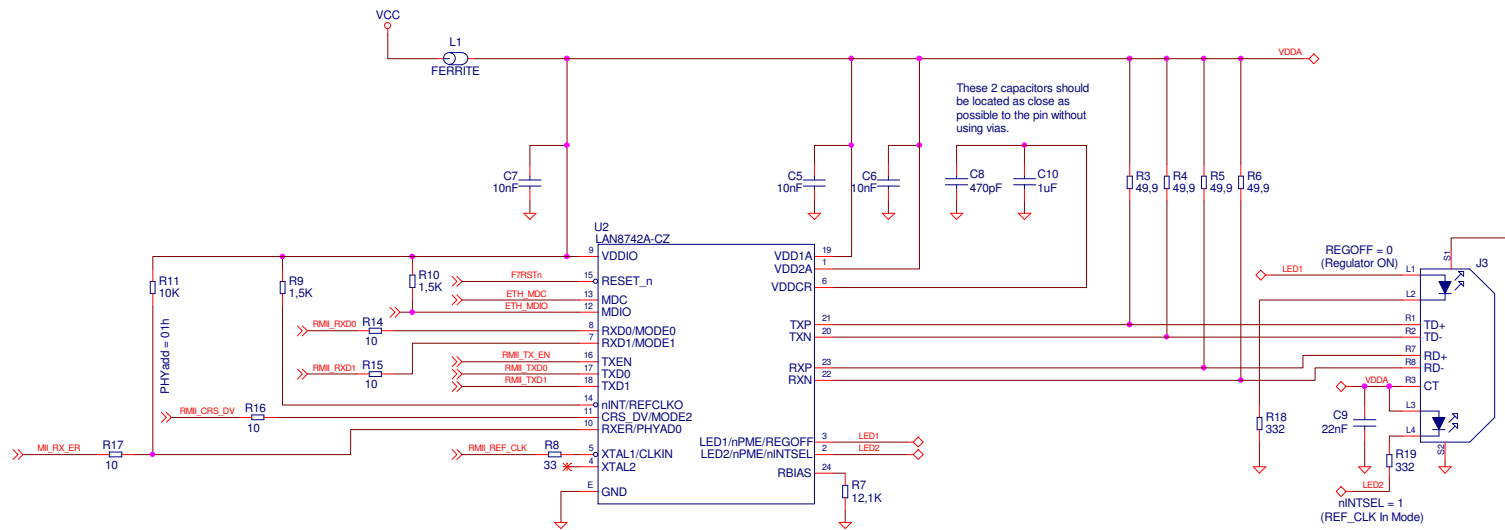 VCC
L1
FERRITE
VDDA
These 2 capacitors should
be located as close as
possible to the pin without
using vias.
C7
10nF
C5
10nF
C6
10nF
C8
470pF
C10
1uF
R3
49,9
R4
49,9
R5
49,9
R6
49,9
U2
LAN8742A-CZ
R11
10K
R9
1,5K
R10
1,5K
PHYadd = 01h
F7RSTn
ETH_MDC
ETH_MDIO
RMII_RXD0
R14
10
RMII_RXD1
R15
10
RMII_TX_EN
RMII_TXD0
RMII_TXD1
RMII_CRS_DV
R16
10
MII_RX_ER
R17
10
RMII_REF_CLK
R8
33
9 VDDIO
15 RESET_n
13 MDC
12 MDIO
8 RXD0/MODE0
7 RXD1/MODE1
16 TXEN
17 TXD0
18 TXD1
14 nINT/REFCLKO
11 CRS_DV/MODE2
10 RXER/PHYAD0
5 XTAL1/CLKIN
4 XTAL2
E GND
VDD1A 19
VDD2A 1
VDDCR 6
TXP 21
TXN 20
RXP 23
RXN 22
LED1/nPME/REGOFF 3 LED1
LED2/nPME/nINTSEL 2 LED2
RBIAS 24
R7
12,1K
REGOFF = 0
(Regulator ON)
LED1
S1
J3
L1
L2
R1 TD+
R2 TD-
R7 RD+
R8 RD-
R3 CT
VDDA
L3
L4
S2
R18
332
C9
22nF
R19
332
LED2
nINTSEL = 1
(REF_CLK In Mode)